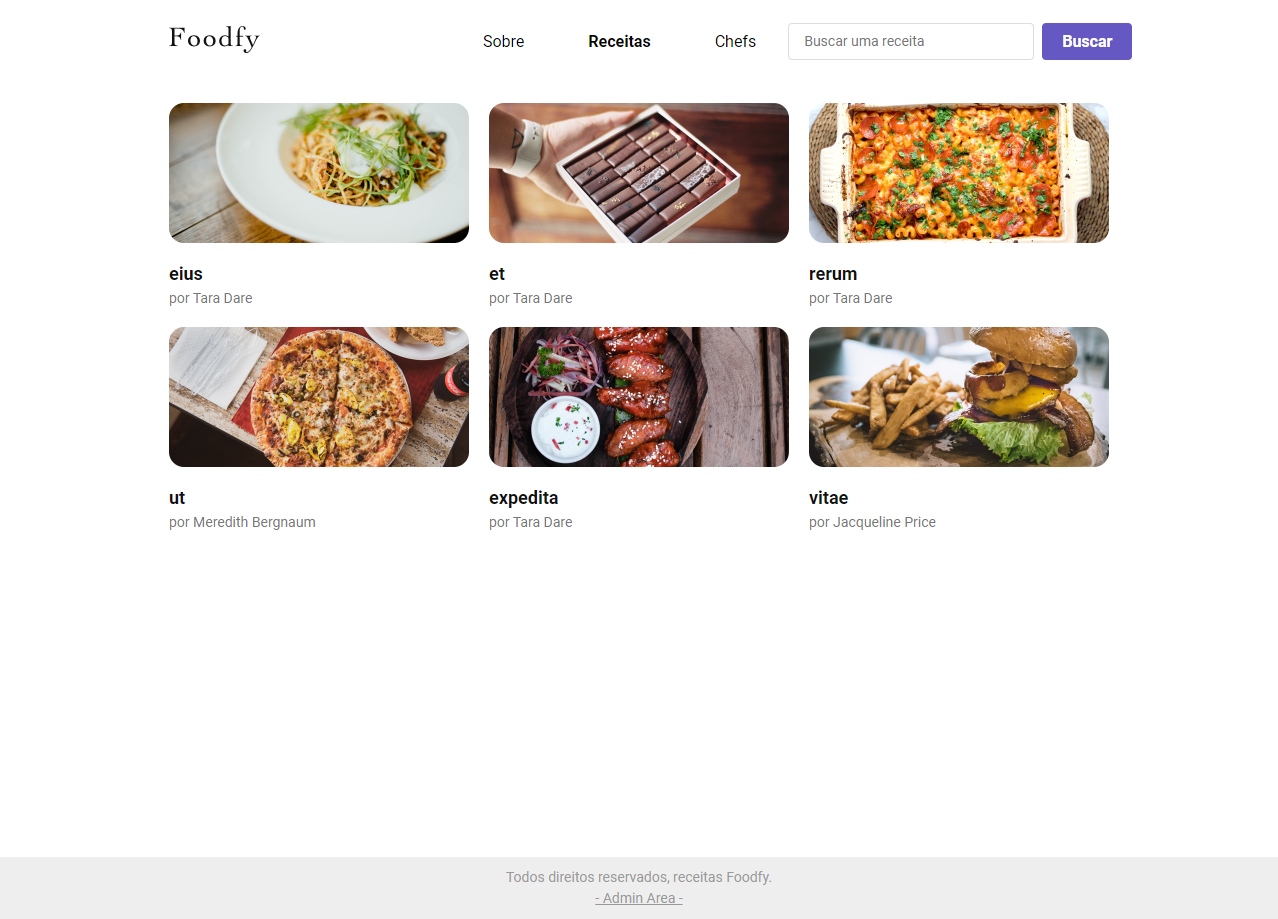 Foodfy
Sobre Receitas Chefs Buscar uma receita Buscar
eius et rerum
por Tara Dare por Tara Dare por Tara Dare
ut expedita vitae
por Meredith Bergnaum por Tara Dare por Jacqueline Price
Todos direitos reservados, receitas Foodfy.
- Admin Area -